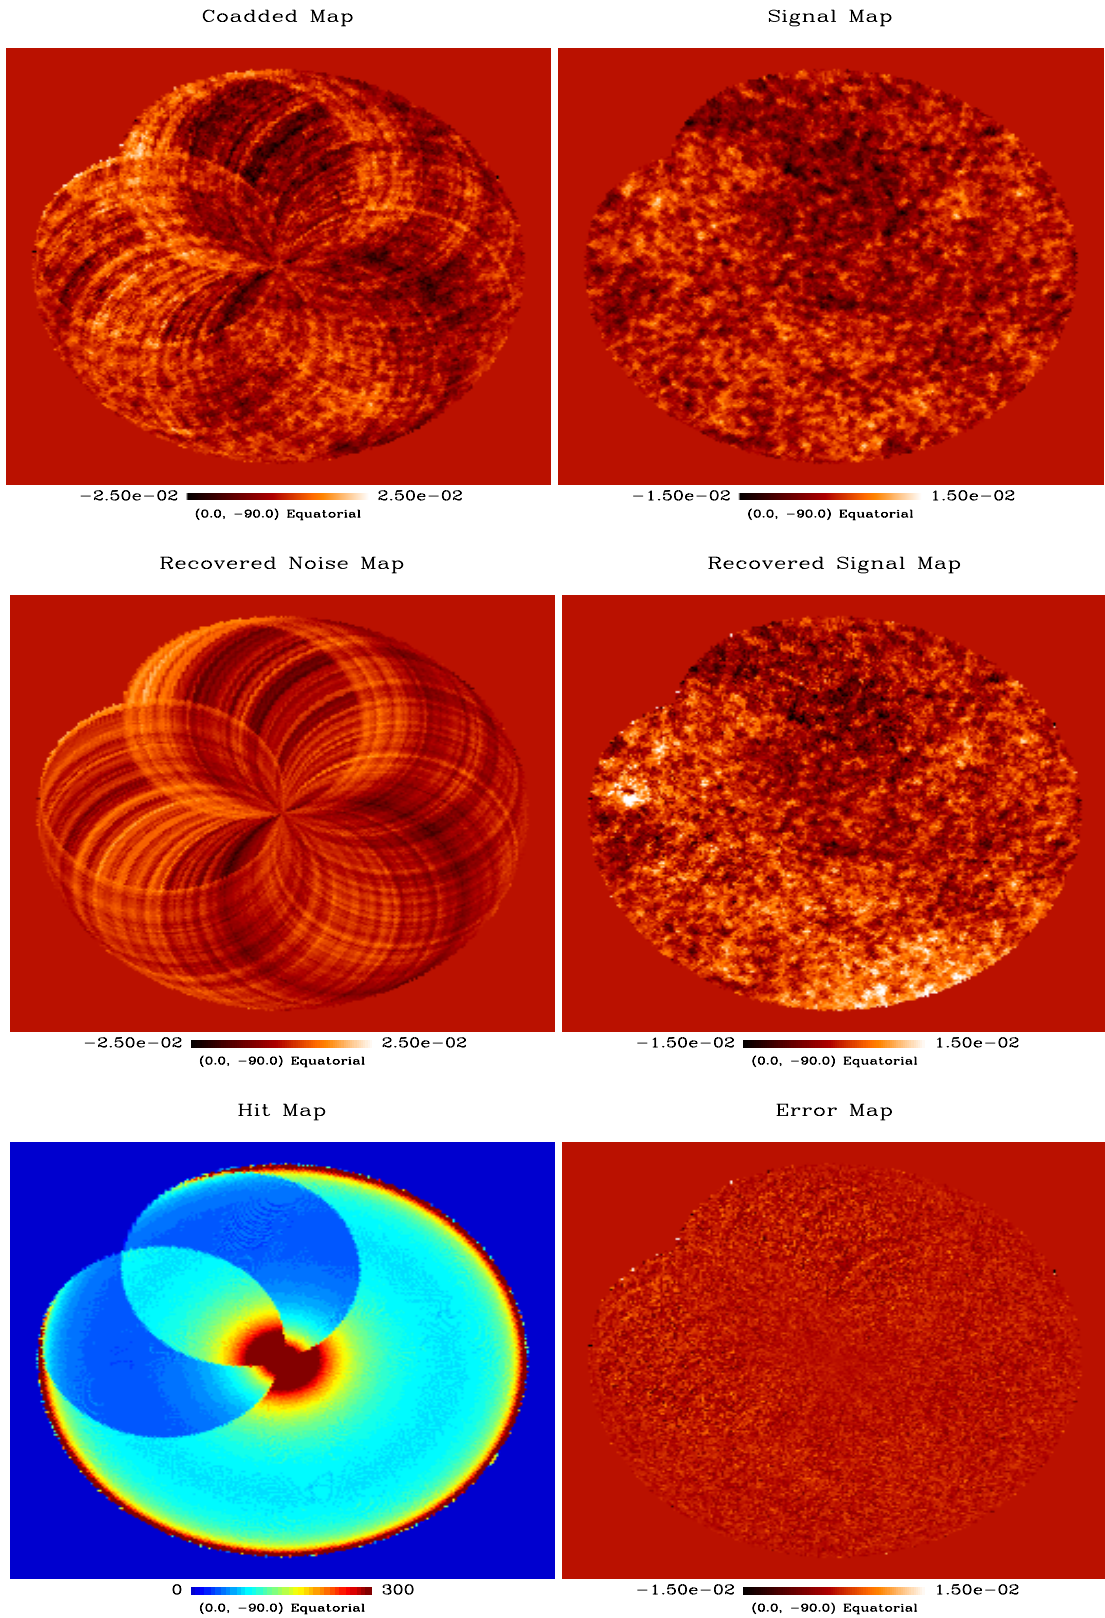 Coadded Map
Signal Map
−2.50e−02 2.50e−02
(0.0, −90.0) Equatorial
−1.50e−02 1.50e−02
(0.0, −90.0) Equatorial
Recovered Noise Map
Recovered Signal Map
−2.50e−02 2.50e−02
(0.0, −90.0) Equatorial
−1.50e−02 1.50e−02
(0.0, −90.0) Equatorial
Hit Map
Error Map
0 300
(0.0, −90.0) Equatorial
−1.50e−02 1.50e−02
(0.0, −90.0) Equatorial